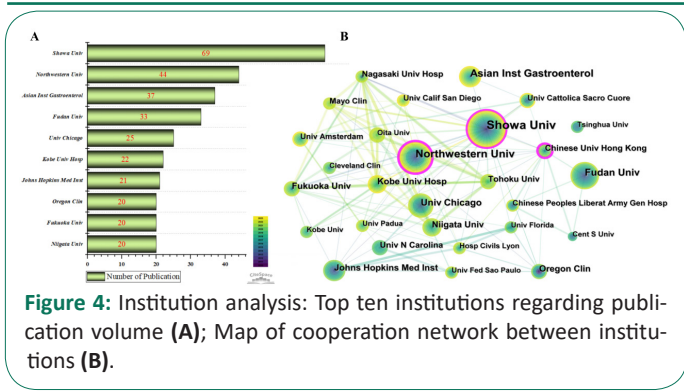 A
Showa Univ 69
Northwestern Univ 44
Asian Inst Gastroenterol 37
Fudan Univ 33
Univ Chicago 25
Kobe Univ Hosp 22
Johns Hopkins Med Inst 21
Oregon Clin 20
Fukuoka Univ 20
Niigata Univ 20
0 10 20 30 40
Number of Publication
CiteSpace
B
Nagasaki Univ Hosp
Asian Inst Gastroenterol
Mayo Clin
Univ Calif San Diego
Univ Cattolica Sacro Cuore
Univ Amsterdam
Oita Univ
Showa Univ
Tsinghua Univ
Chinese Univ Hong Kong
Cleveland Clin
Northwestern Univ
Fukuoka Univ
Kobe Univ Hosp
Tohoku Univ
Fudan Univ
Univ Chicago
Chinese Peoples Liberat Army Gen Hosp
Kobe Univ
Univ Padua
Niigata Univ
Univ Florida
Cent S Univ
Univ N Carolina
Hosp Civils Lyon
Johns Hopkins Med Inst
Univ Fed Sao Paulo
Oregon Clin
Figure 4: Institution analysis: Top ten institutions regarding publi-
cation volume (A); Map of cooperation network between institu-
tions (B).